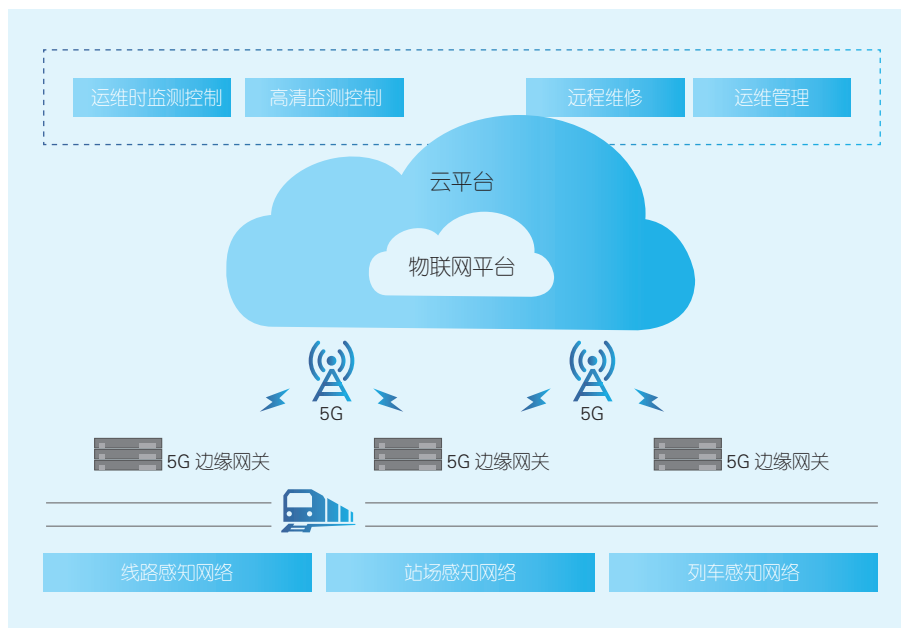 运维时监测控制
高清监测控制
远程维修
运维管理
云平台
物联网平台
5G
5G
5G 边缘网关
5G 边缘网关
5G 边缘网关
线路感知网络
站场感知网络
列车感知网络